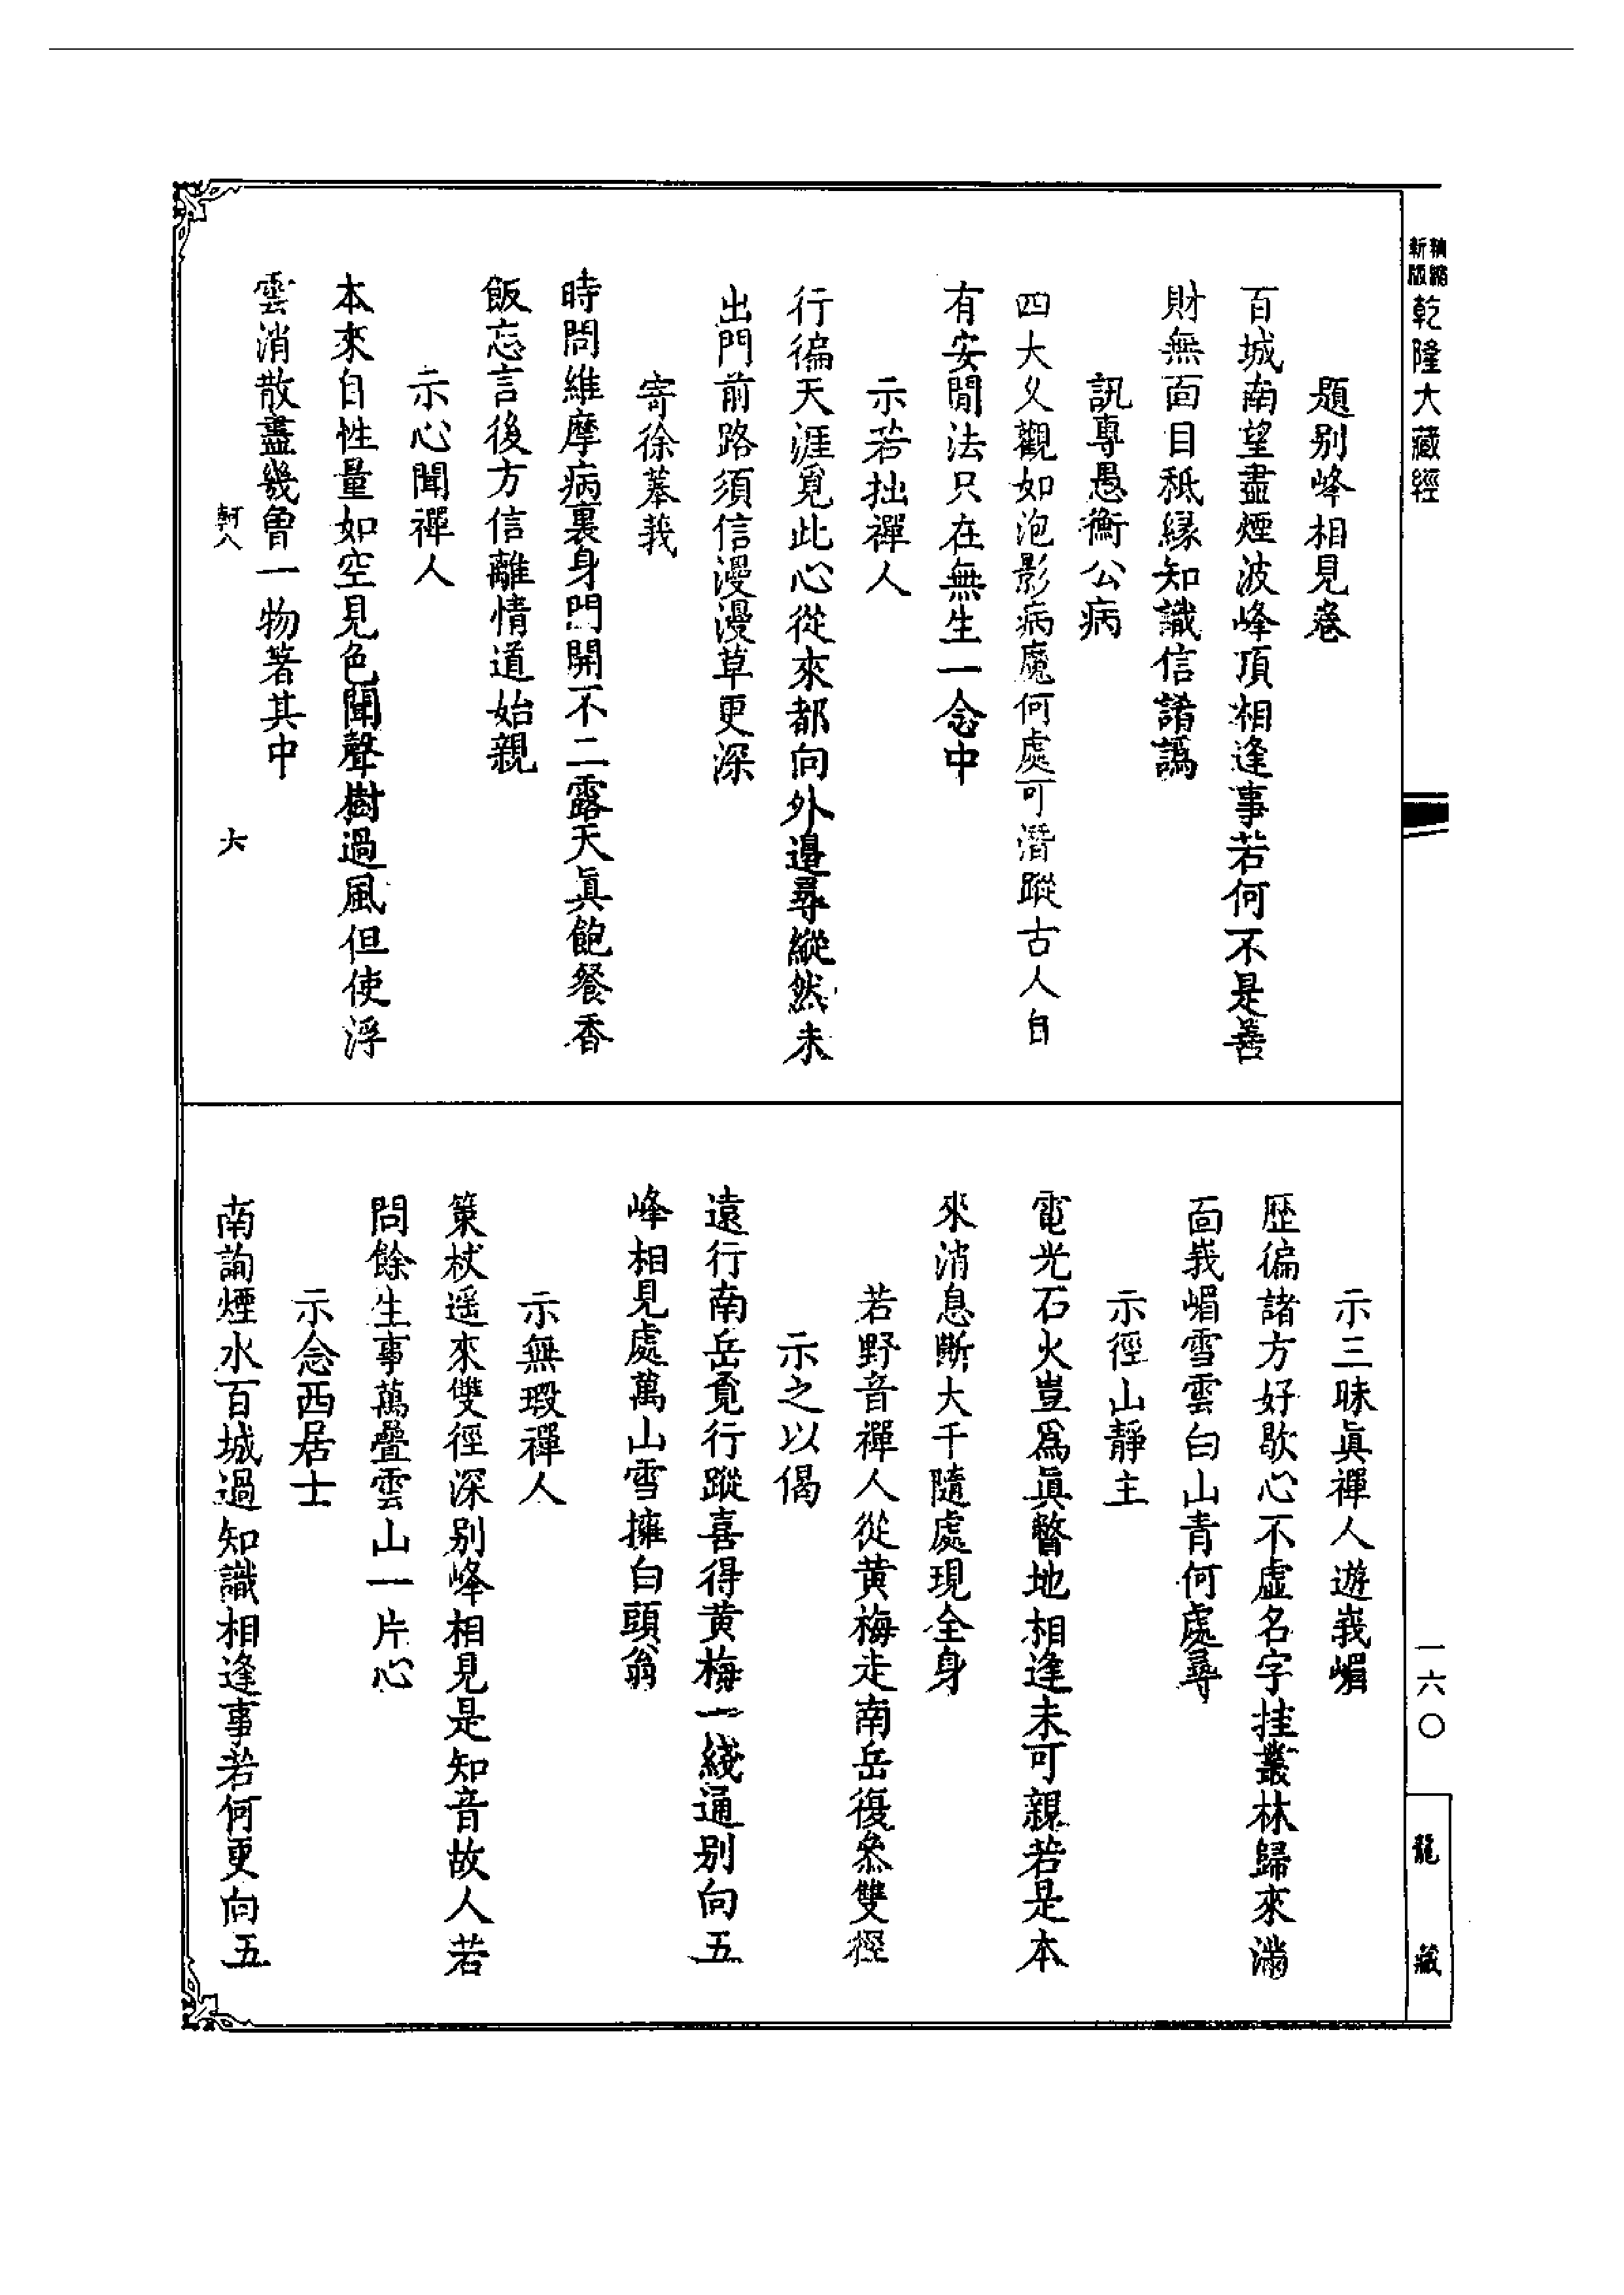 新版精縮乾隆大藏經
題別峰相見卷
百城南望盡煙波峰頂相逢事若何不是善
財無面目秪緣知識信誵譌
訊專愚衡公病
四大久觀如泡影病魔何處可潛蹤古人自
有安閒法只在無生一念中
示若拙禪人
行徧天涯覓此心從來都向外邊尋縱然未
出門前路須信漫漫草更深
寄徐蓼莪
時問維摩病裏身門開不二露天眞飽餐香
飯忘言後方信離情道始親
示心聞禪人
本來自性量如空見色聞聲樹過風但使浮
雲消散盡幾曾一物著其中
軻八
六
示三昧眞禪人遊峩嵋
歷徧諸方好歇心不虛名字挂叢林歸來滿
面峩嵋雪雲白山青何處尋
示徑山靜主
電光石火豈爲眞瞥地相逢未可親若是本
來消息斷大千隨處現全身
若野音禪人從黃梅走南岳復叅雙徑
示之以偈
遠行南岳覔行蹤喜得黃梅一綫通別向五
峰相見處萬山雪擁白頭翁
示無瑕禪人
策杖遥來雙徑深別峰相見是知音故人若
問餘生事萬疊雲山一片心
示念西居士
南詢煙水百城過知識相逢事若何更向五
一六〇
龍藏